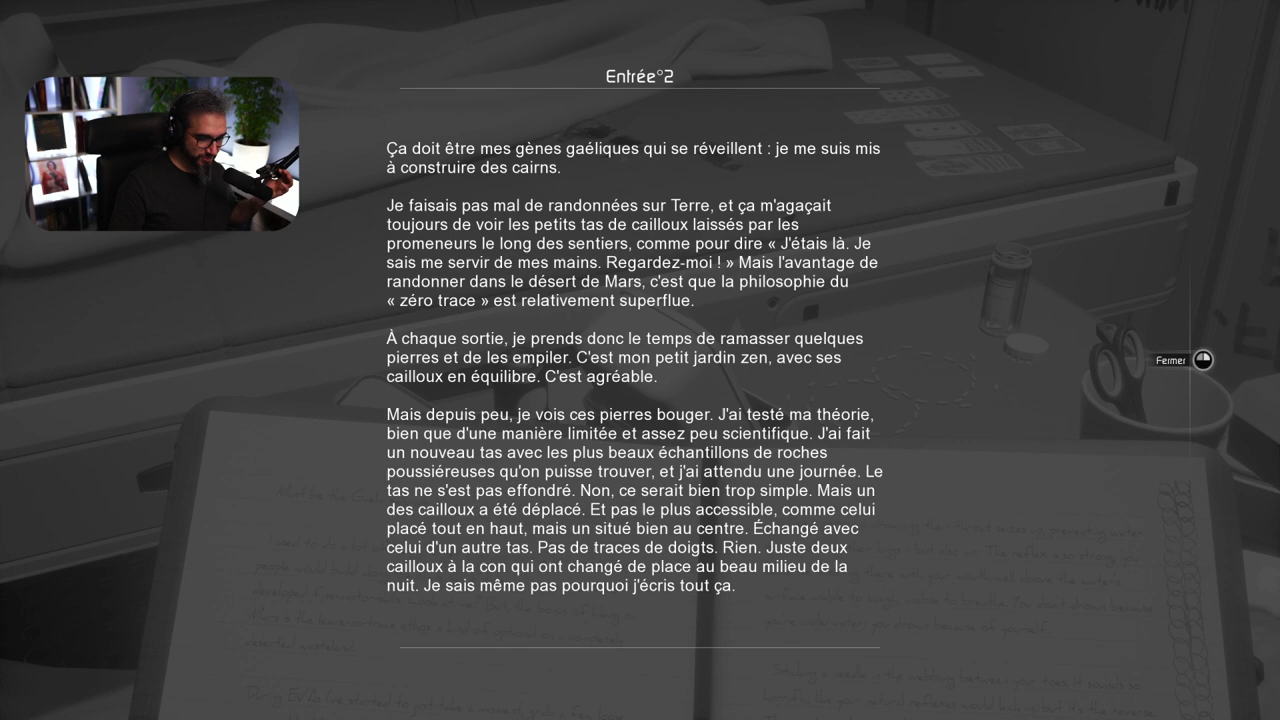 Entrée°2
Ça doit être mes gènes gaéliques qui se réveillent : je me suis mis
à construire des cairns.
Je faisais pas mal de randonnées sur Terre, et ça m'agaçait
toujours de voir les petits tas de cailloux laissés par les
promeneurs le long des sentiers, comme pour dire « J'étais là. Je
sais me servir de mes mains. Regardez-moi ! » Mais l'avantage de
randonner dans le désert de Mars, c'est que la philosophie du
« zéro trace » est relativement superflue.
À chaque sortie, je prends donc le temps de ramasser quelques
pierres et de les empiler. C'est mon petit jardin zen, avec ses
cailloux en équilibre. C'est agréable.
Mais depuis peu, je vois ces pierres bouger. J'ai testé ma théorie,
bien que d'une manière limitée et assez peu scientifique. J'ai fait
un nouveau tas avec les plus beaux échantillons de roches
poussiéreuses qu'on puisse trouver, et j'ai attendu une journée. Le
tas ne s'est pas effondré. Non, ce serait bien trop simple. Mais un
des cailloux a été déplacé. Et pas le plus accessible, comme celui
placé tout en haut, mais un situé bien au centre. Échangé avec
celui d'un autre tas. Pas de traces de doigts. Rien. Juste deux
cailloux à la con qui ont changé de place au beau milieu de la
nuit. Je sais même pas pourquoi j'écris tout ça.
Fermer